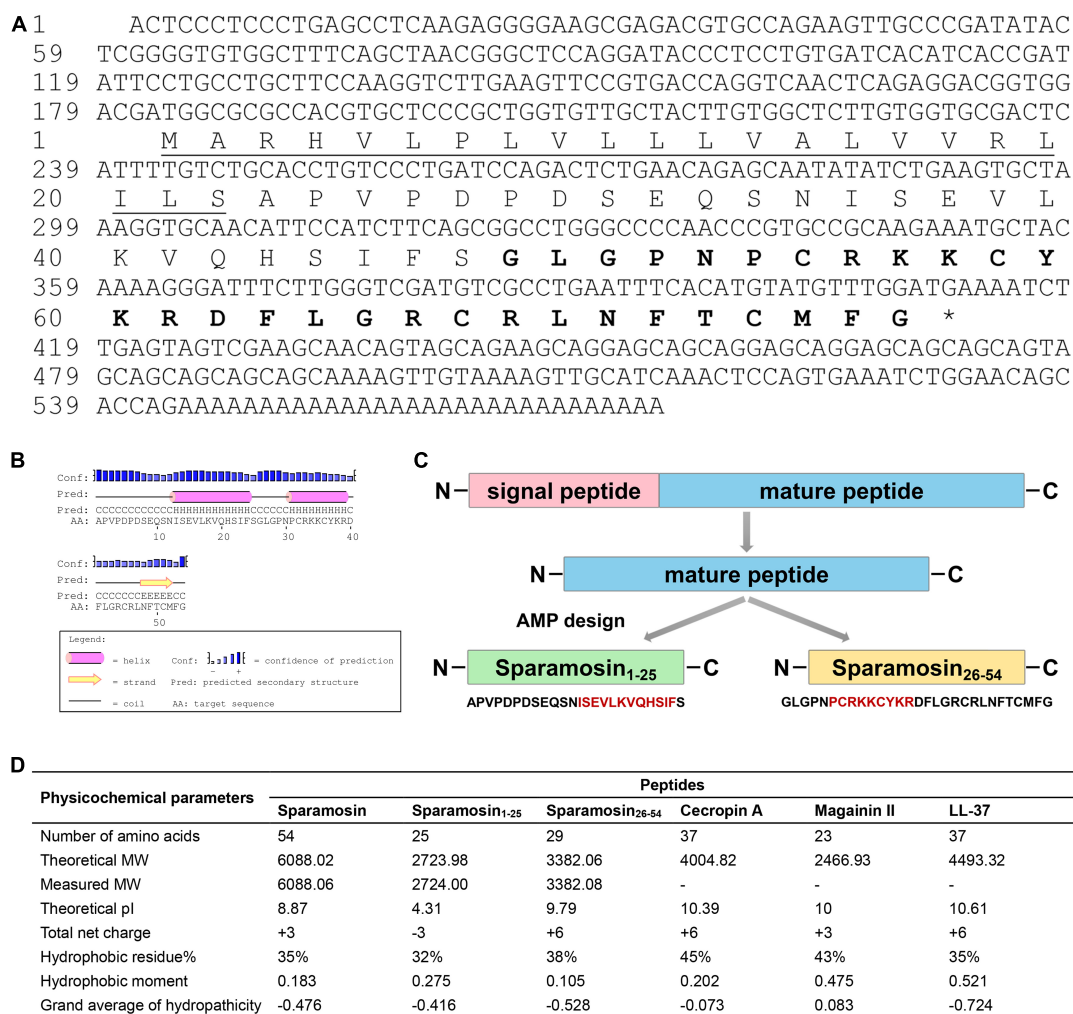 A
1 ACTCCCTCCCTGAGCCTCAAGAGGGGAAGCGAGACGTGCCAGAAGTTGCCCGATATAC
59 TCGGGGTGTGGCTTTCAGCTAACGGGCTCCAGGATACCCTCCTGTGATCACATCACCGAT
119 ATTCCTGCCTGCTTCCAAGGTCTTGAAGTTCCGTGACCAGGTCAACTCAGAGGACGGTGG
179 ACGATGGCGCGCCACGTGCTCCCGCTGGTGTTGCTACTTGTGGCTCTTGTGGTGCGACTC
1 M A R H V L P L V L L L V A L V V R L
239 ATTTTGTCTGCACCTGTCCCTGATCCAGACTCTGAACAGAGCAATATATCTGAAGTGCTA
20 I L S A P V P D P D S E Q S N I S E V L
299 AAGGTGCAACATTCCATCTTCAGCGGCCTGGGCCCCAACCCGTGCCGCAAGAAATGCTAC
40 K V Q H S I F S G L G P N P C R K K C Y
359 AAAAGGGATTTCTTGGGTCGATGTCGCCTGAATTTCACATGTATGTTTGGATGAAAATCT
60 K R D F L G R C R L N F T C M F G *
419 TGAGTAGTCGAAGCAACAGTAGCAGAAGCAGGAGCAGCAGGAGCAGGAGCAGCAGCAGTA
479 GCAGCAGCAGCAGCAAAAGTTGTAAAAGTTGCATCAAACTCCAGTGAAATCTGGAACAGC
539 ACCAGAAAAAAAAAAAAAAAAAAAAAAAAAAAAAA
B
Conf:
Pred:
Pred: CCCCCCCCCCCCHHHHHHHHHHHHHCCCCCCHHHHHHHHHC
AA: APVPDPDSEQSNISEVLKVQHSIFSGLGPNPCRKKCYKRD
10 20 30 40
Conf:
Pred:
Pred: CCCCCCCEEEEECC
AA: FLGRCRLNFTCMFG
50
Legend:
= helix Conf: - + = confidence of prediction
= strand Pred: predicted secondary structure
= coil AA: target sequence
C
N signal peptide mature peptide C
N mature peptide C
AMP design
N Sparamosin1-25 C N Sparamosin26-54 C
APVPDPDSEQSNISEVLKVQHSIFS GLGPNPCRKKCYKRDFLGRCRLNFTCMFG
D
Physicochemical parameters Peptides
Sparamosin Sparamosin1-25 Sparamosin26-54 Cecropin A Magainin II LL-37
Number of amino acids 54 25 29 37 23 37
Theoretical MW 6088.02 2723.98 3382.06 4004.82 2466.93 4493.32
Measured MW 6088.06 2724.00 3382.08 - - -
Theoretical pI 8.87 4.31 9.79 10.39 10 10.61
Total net charge +3 -3 +6 +6 +3 +6
Hydrophobic residue% 35% 32% 38% 45% 43% 35%
Hydrophobic moment 0.183 0.275 0.105 0.202 0.475 0.521
Grand average of hydropathicity -0.476 -0.416 -0.528 -0.073 0.083 -0.724